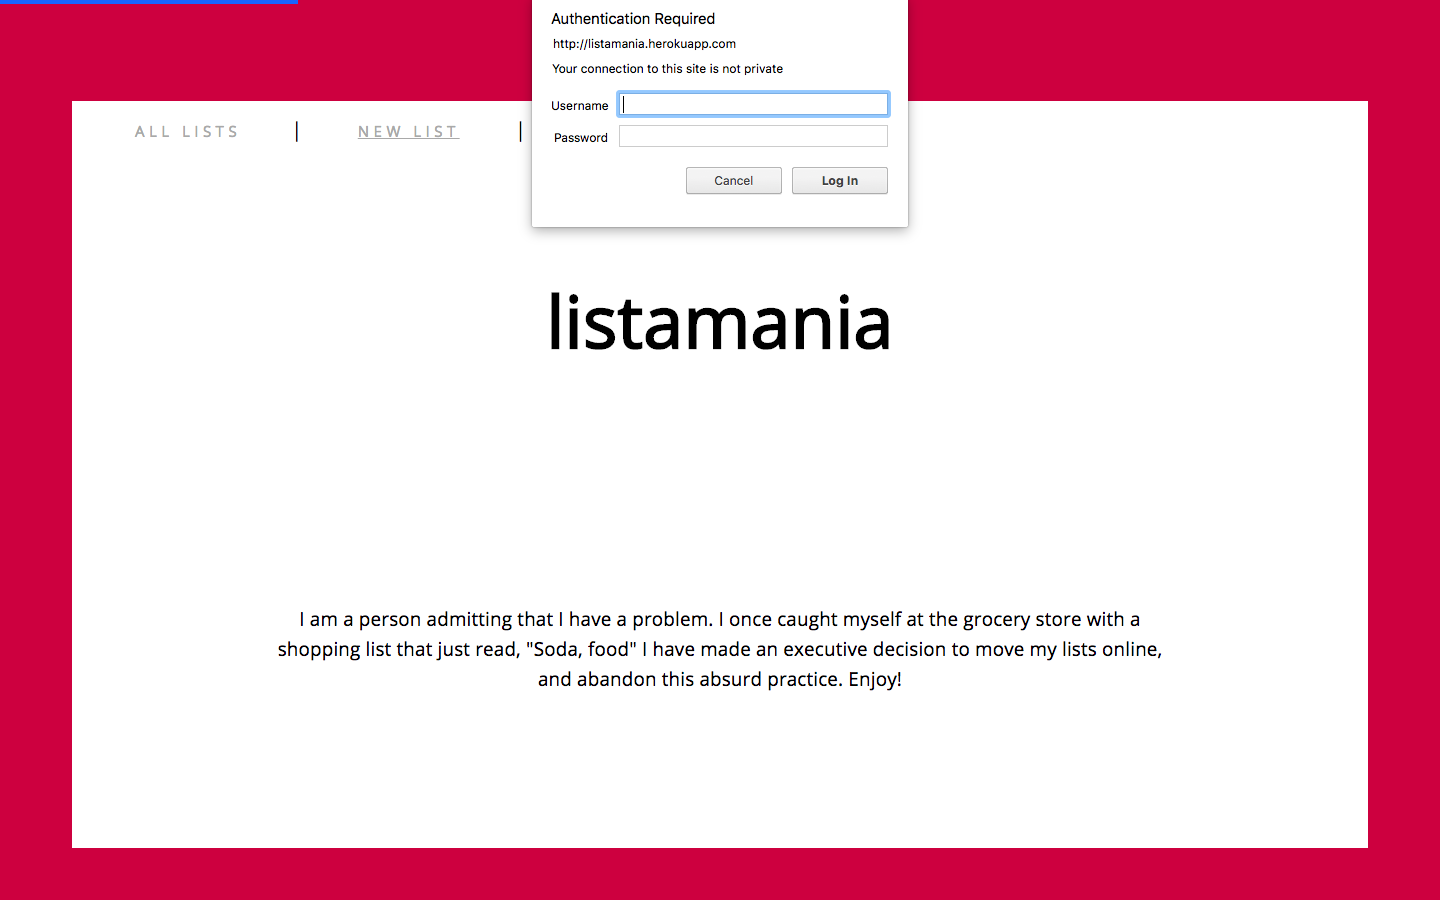 Authentication Required
http://listamania.herokuapp.com
Your connection to this site is not private
Username
Password
Cancel Log In
ALL LISTS | NEW LIST |
listamania
I am a person admitting that I have a problem. I once caught myself at the grocery store with a
shopping list that just read, "Soda, food" I have made an executive decision to move my lists online,
and abandon this absurd practice. Enjoy!